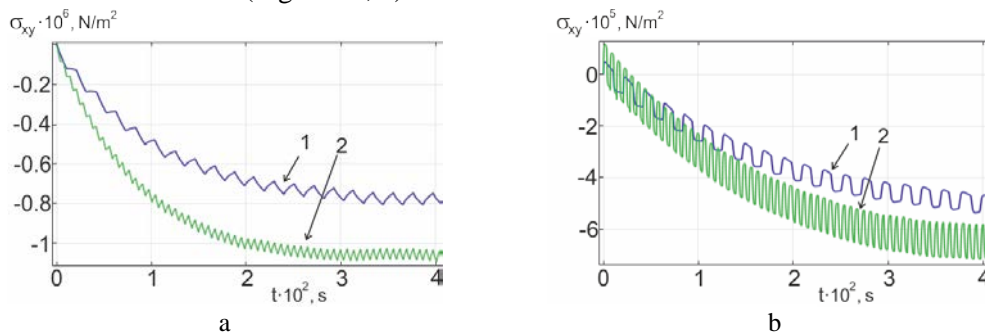 σxy·10⁶, N/m²
-0.2
-0.4
-0.6
-0.8
-1
0 1 2 3 4
t·10², s
1
2
a
σxy·10⁵, N/m²
0
-2
-4
-6
0 1 2 3 4
t·10², s
1
2
b